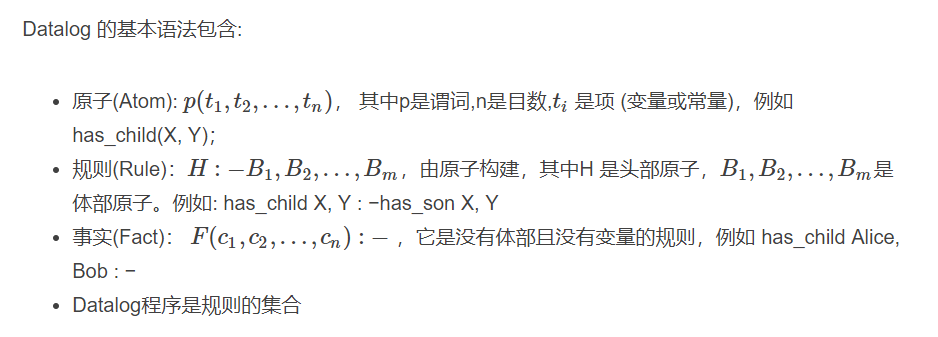 Datalog 的基本语法包含:
• 原子(Atom): p(t₁, t₂, . . . , tₙ)， 其中p是谓词,n是目数,tᵢ 是项 (变量或常量)，例如
has_child(X, Y)；
• 规则(Rule)：H : −B₁, B₂, . . . , Bₘ，由原子构建，其中H 是头部原子，B₁, B₂, . . . , Bₘ是
体部原子。例如: has_child X, Y : −has_son X, Y
• 事实(Fact)： F(c₁, c₂, . . . , cₙ) : − ，它是没有体部且没有变量的规则，例如 has_child Alice,
Bob : −
• Datalog程序是规则的集合